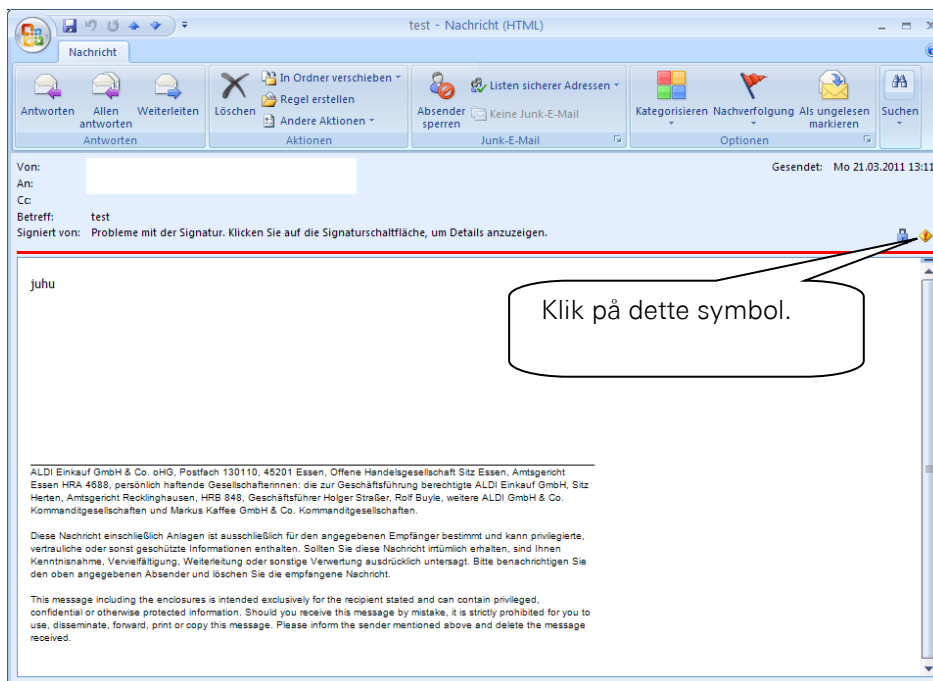 test - Nachricht (HTML)
Nachricht
Antworten
Allen antworten
Weiterleiten
Antworten
Löschen
In Ordner verschieben
Regel erstellen
Andere Aktionen
Aktionen
Absender sperren
Listen sicherer Adressen
Keine Junk-E-Mail
Junk-E-Mail
Kategorisieren
Nachverfolgung
Als ungelesen markieren
Optionen
Suchen
Von:
Gesendet: Mo 21.03.2011 13:11
An:
Cc
Betreff: test
Signiert von: Probleme mit der Signatur. Klicken Sie auf die Signaturschaltfläche, um Details anzuzeigen.
juhu
Klik på dette symbol.
ALDI Einkauf GmbH & Co. oHG, Postfach 130110, 45201 Essen, Offene Handelsgesellschaft Sitz Essen, Amtsgericht
Essen HRA 4688, persönlich haftende Gesellschafterinnen: die zur Geschäftsführung berechtigte ALDI Einkauf GmbH, Sitz
Herten, Amtsgericht Recklinghausen, HRB 848, Geschäftsführer Holger Straßer, Rolf Buyle, weitere ALDI GmbH & Co.
Kommanditgesellschaften und Markus Kaffee GmbH & Co. Kommanditgesellschaften.
Diese Nachricht einschließlich Anlagen ist ausschließlich für den angegebenen Empfänger bestimmt und kann privilegierte,
vertrauliche oder sonst geschützte Informationen enthalten. Sollten Sie diese Nachricht irrtümlich erhalten, sind Ihnen
Kenntnisnahme, Vervielfältigung, Weiterleitung oder sonstige Verwertung ausdrücklich untersagt. Bitte benachrichtigen Sie
den oben angegebenen Absender und löschen Sie die empfangene Nachricht.
This message including the enclosures is intended exclusively for the recipient stated and can contain privileged,
confidential or otherwise protected information. Should you receive this message by mistake, it is strictly prohibited for you to
use, disseminate, forward, print or copy this message. Please inform the sender mentioned above and delete the message
received.